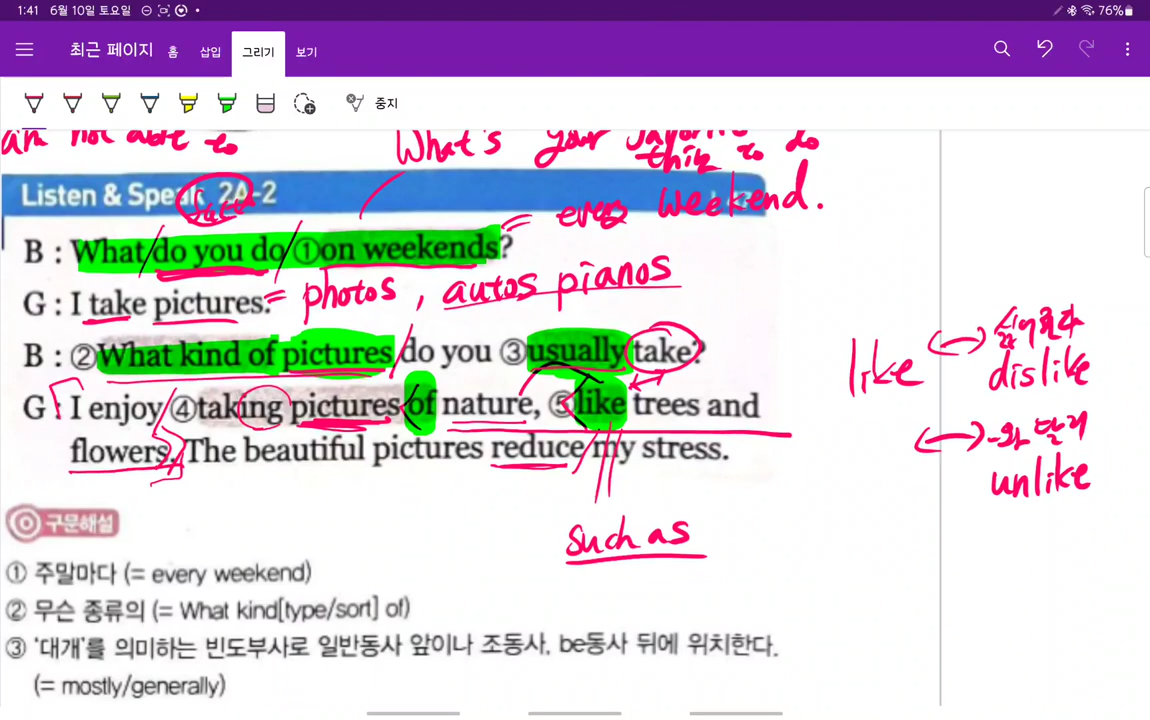 1:41 6월 10일 토요일 76%
최근 페이지 홈 삽입 그리기 보기
중지
not able to
What's your favorite
thin to do
weekend.
Listen & Speak 2A-2
every
B : What do you do ①on weekends?
G : I take pictures. = photos, autos pianos
B : ②What kind of pictures do you ③usually take?
G : I enjoy ④taking pictures of nature, ⑤like trees and
flowers. The beautiful pictures reduce my stress.
like 싫어하다
dislike
-와 달리
unlike
such as
구문해설
① 주말마다 (= every weekend)
② 무슨 종류의 (= What kind[type/sort] of)
③ ‘대개’를 의미하는 빈도부사로 일반동사 앞이나 조동사, be동사 뒤에 위치한다.
(= mostly/generally)